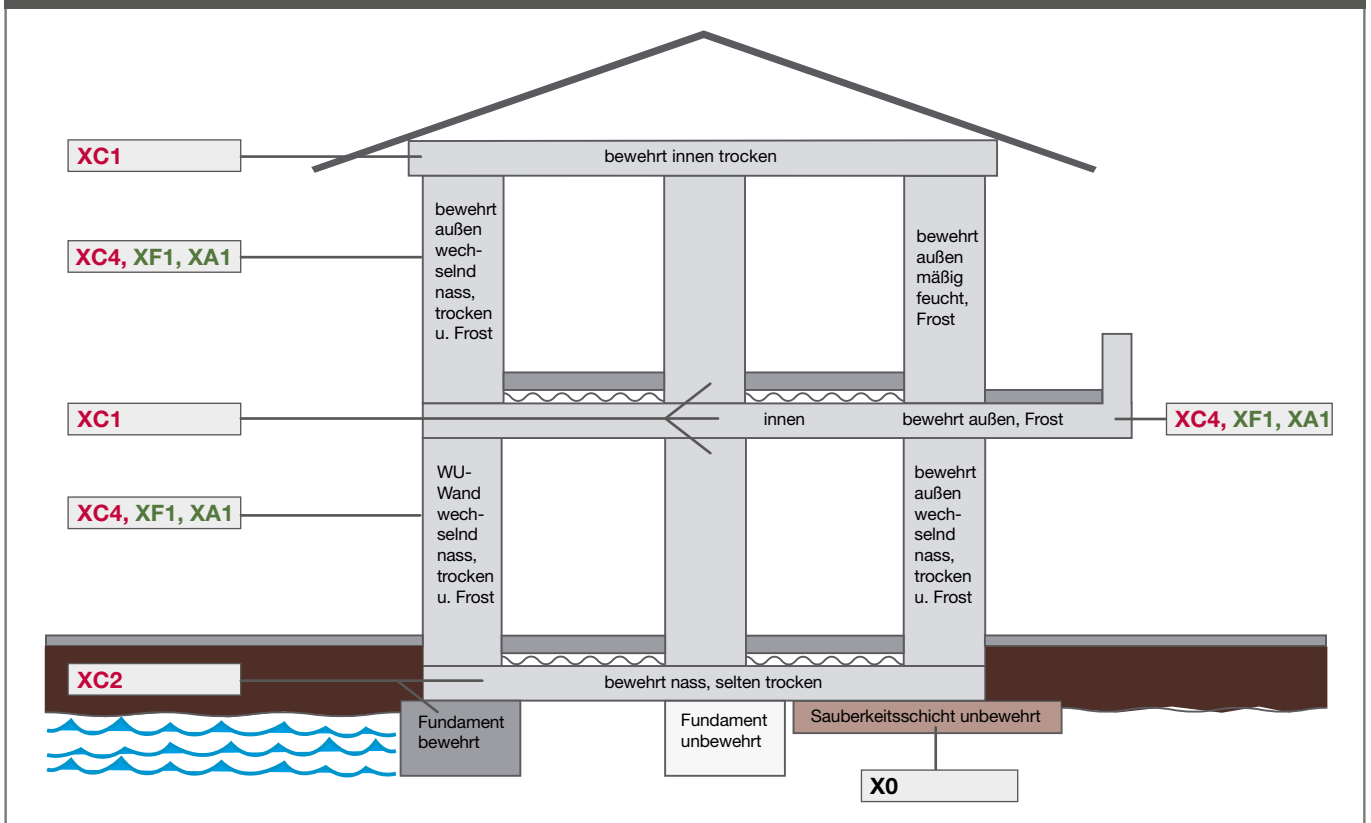 XC1
bewehrt innen trocken
XC4, XF1, XA1
bewehrt
außen
wech-
selnd
nass,
trocken
u. Frost
bewehrt
außen
mäßig
feucht,
Frost
XC1
innen
bewehrt außen, Frost
XC4, XF1, XA1
XC4, XF1, XA1
WU-
Wand
wech-
selnd
nass,
trocken
u. Frost
bewehrt
außen
wech-
selnd
nass,
trocken
u. Frost
XC2
bewehrt nass, selten trocken
Fundament
bewehrt
Fundament
unbewehrt
Sauberkeitsschicht unbewehrt
X0